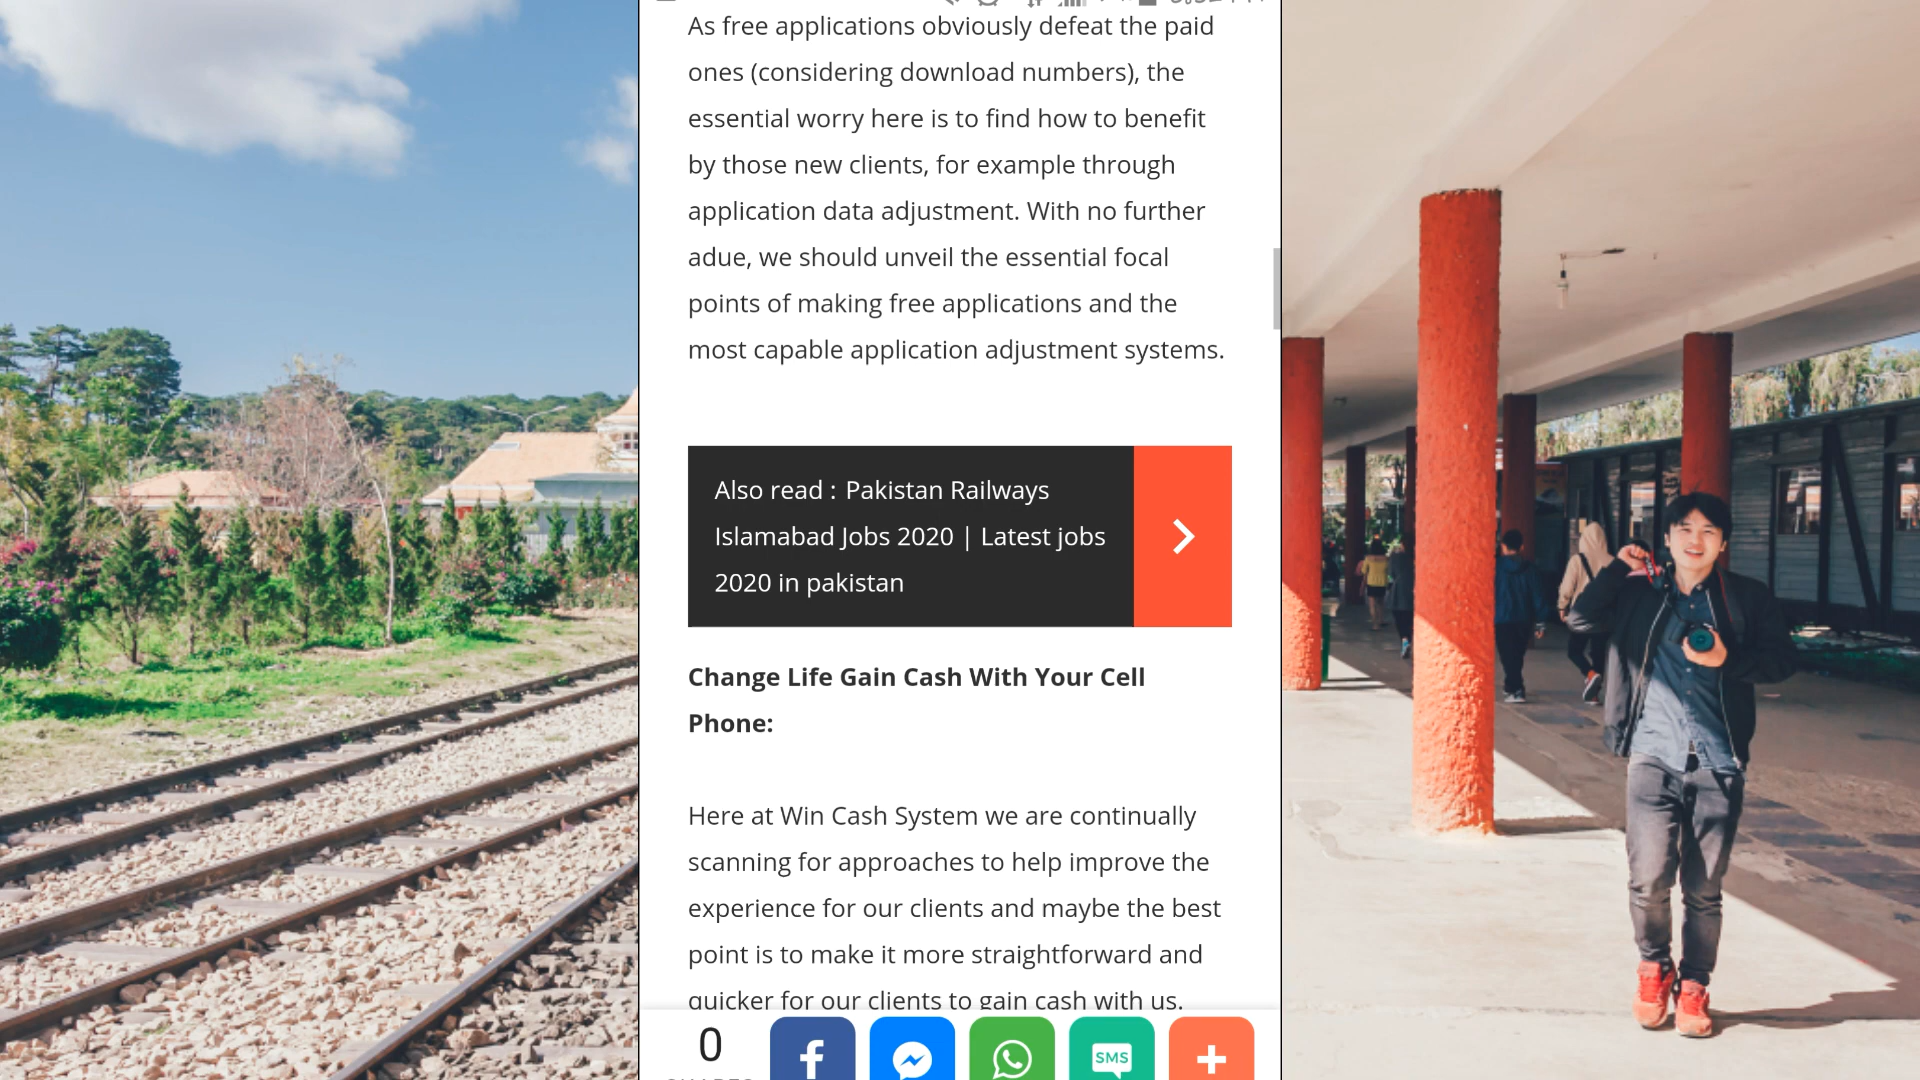 As free applications obviously defeat the paid
ones (considering download numbers), the
essential worry here is to find how to benefit
by those new clients, for example through
application data adjustment. With no further
adue, we should unveil the essential focal
points of making free applications and the
most capable application adjustment systems.
Also read : Pakistan Railways
Islamabad Jobs 2020 | Latest jobs
2020 in pakistan
Change Life Gain Cash With Your Cell
Phone:
Here at Win Cash System we are continually
scanning for approaches to help improve the
experience for our clients and maybe the best
point is to make it more straightforward and
quicker for our clients to gain cash with us.
0
SMS